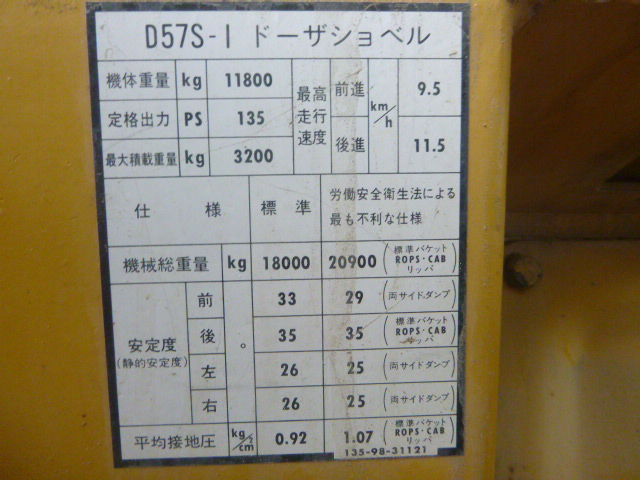 D57S-1 ドーザショベル
機体重量 kg 11800
定格出力 PS 135
最大積載重量 kg 3200
最高走行速度 km/h
前進 9.5
後進 11.5
仕様 標準 労働安全衛生法による
最も不利な仕様
機械総重量 kg 18000 20900 (標準バケット ROPS・CAB リッパ)
安定度
(静的安定度)
前 33 29 (両サイドダンプ)
後 ° 35 35 (標準バケット ROPS・CAB)
左 26 25 (両サイドダンプ)
右 26 25 (両サイドダンプ)
平均接地圧 kg/cm 0.92 1.07 (標準バケット ROPS・CAB リッパ)
135-98-31121